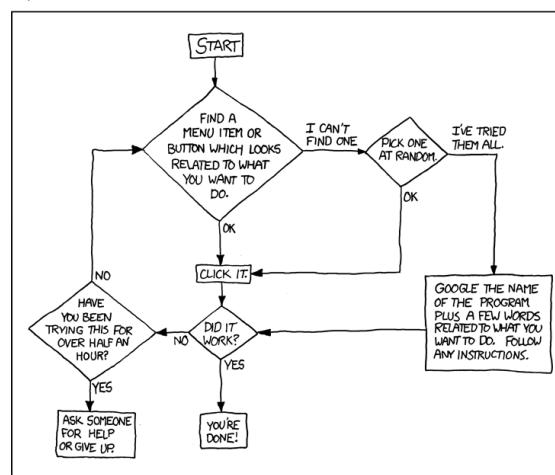 START
FIND A
MENU ITEM OR
BUTTON WHICH LOOKS
RELATED TO WHAT
YOU WANT TO
DO.
I CAN'T
FIND ONE
PICK ONE
AT RANDOM.
I'VE TRIED
THEM ALL.
OK
OK
CLICK IT.
GOOGLE THE NAME
OF THE PROGRAM
PLUS A FEW WORDS
RELATED TO WHAT YOU
WANT TO DO. FOLLOW
ANY INSTRUCTIONS.
DID IT
WORK?
NO
HAVE
YOU BEEN
TRYING THIS FOR
OVER HALF AN
HOUR?
NO
YES
YES
ASK SOMEONE
FOR HELP
OR GIVE UP.
YOU'RE
DONE!